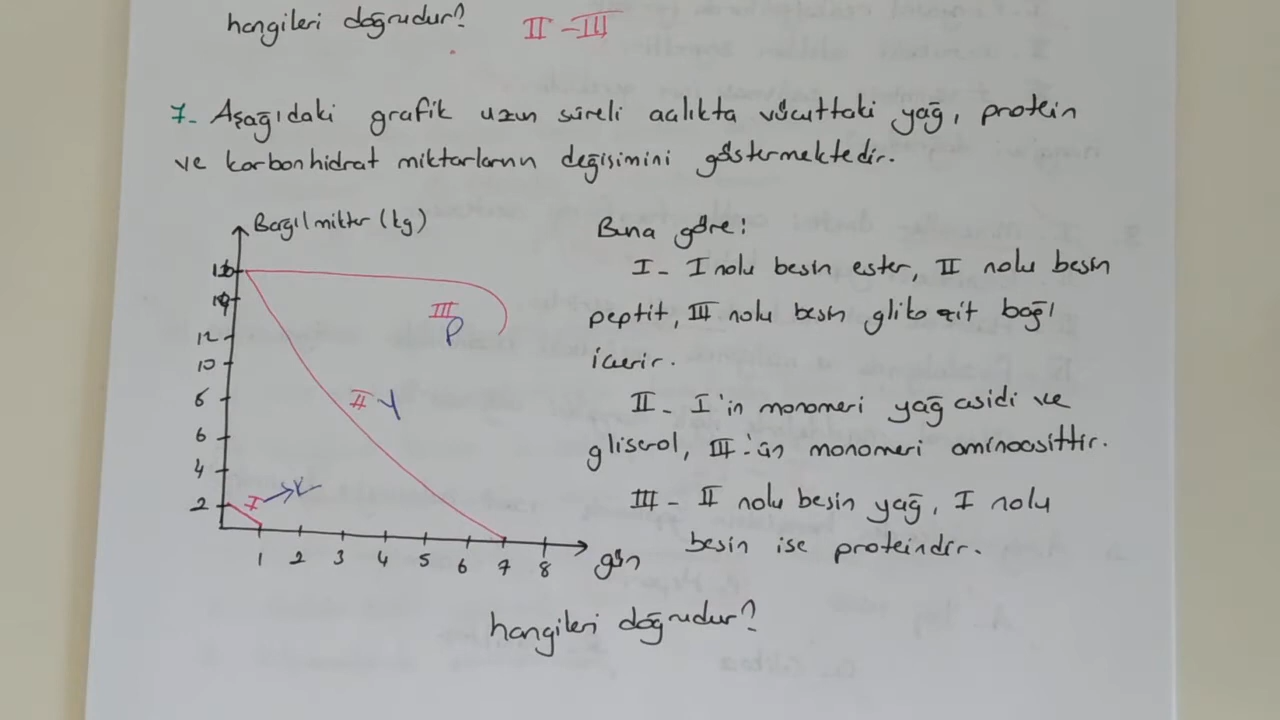 hangileri doğrudur?
II - III
7- Aşağıdaki grafik uzun süreli açlıkta vücuttaki yağ, protein
ve karbonhidrat miktarlarının değişimini göstermektedir.
Bağıl miktar (kg)
12
10
8
6
4
2
I
K
II Y
III
P
1 2 3 4 5 6 7 8 gün
Buna göre:
I - I nolu besin ester, II nolu besin
peptit, III nolu besin glikozit bağı
içerir.
II - I'in monomeri yağ asidi ve
gliserol, III'ün monomeri aminoasittir.
III - II nolu besin yağ, I nolu
besin ise proteindir.
hangileri doğrudur?